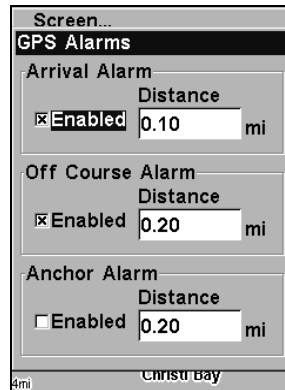 Screen...
GPS Alarms
Arrival Alarm
Distance
Enabled 0.10 mi
Off Course Alarm
Distance
Enabled 0.20 mi
Anchor Alarm
Distance
Enabled 0.20 mi
4mi Christi Bay